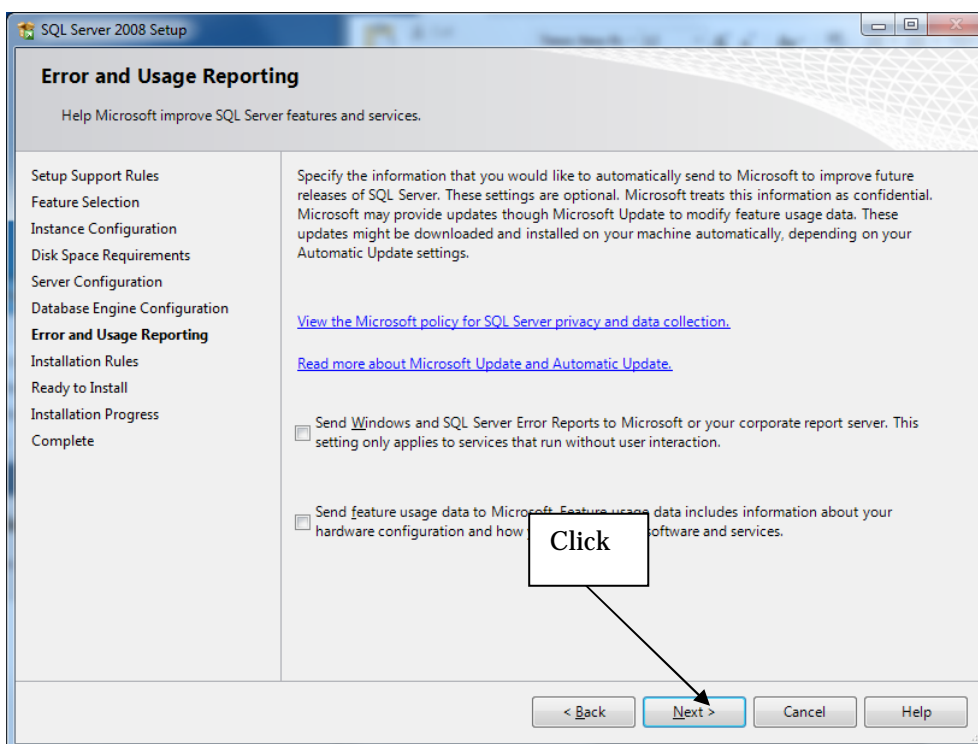 SQL Server 2008 Setup
Error and Usage Reporting
Help Microsoft improve SQL Server features and services.
Setup Support Rules
Feature Selection
Instance Configuration
Disk Space Requirements
Server Configuration
Database Engine Configuration
Error and Usage Reporting
Installation Rules
Ready to Install
Installation Progress
Complete
Specify the information that you would like to automatically send to Microsoft to improve future
releases of SQL Server. These settings are optional. Microsoft treats this information as confidential.
Microsoft may provide updates though Microsoft Update to modify feature usage data. These
updates might be downloaded and installed on your machine automatically, depending on your
Automatic Update settings.
View the Microsoft policy for SQL Server privacy and data collection.
Read more about Microsoft Update and Automatic Update.
Send Windows and SQL Server Error Reports to Microsoft or your corporate report server. This
setting only applies to services that run without user interaction.
Send feature usage data to Microsoft. Feature usage data includes information about your
hardware configuration and how software and services.
Click
< Back
Next >
Cancel
Help